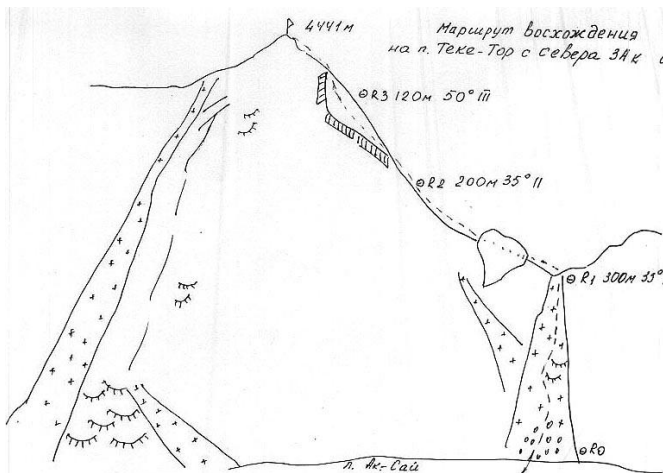 4441м
Маршрут восхождения
на п. Теке-Тор с севера 3А к
R3 120м 50° III
R2 200м 35° II
R1 300м 35°
R0
л. Ак-Сай